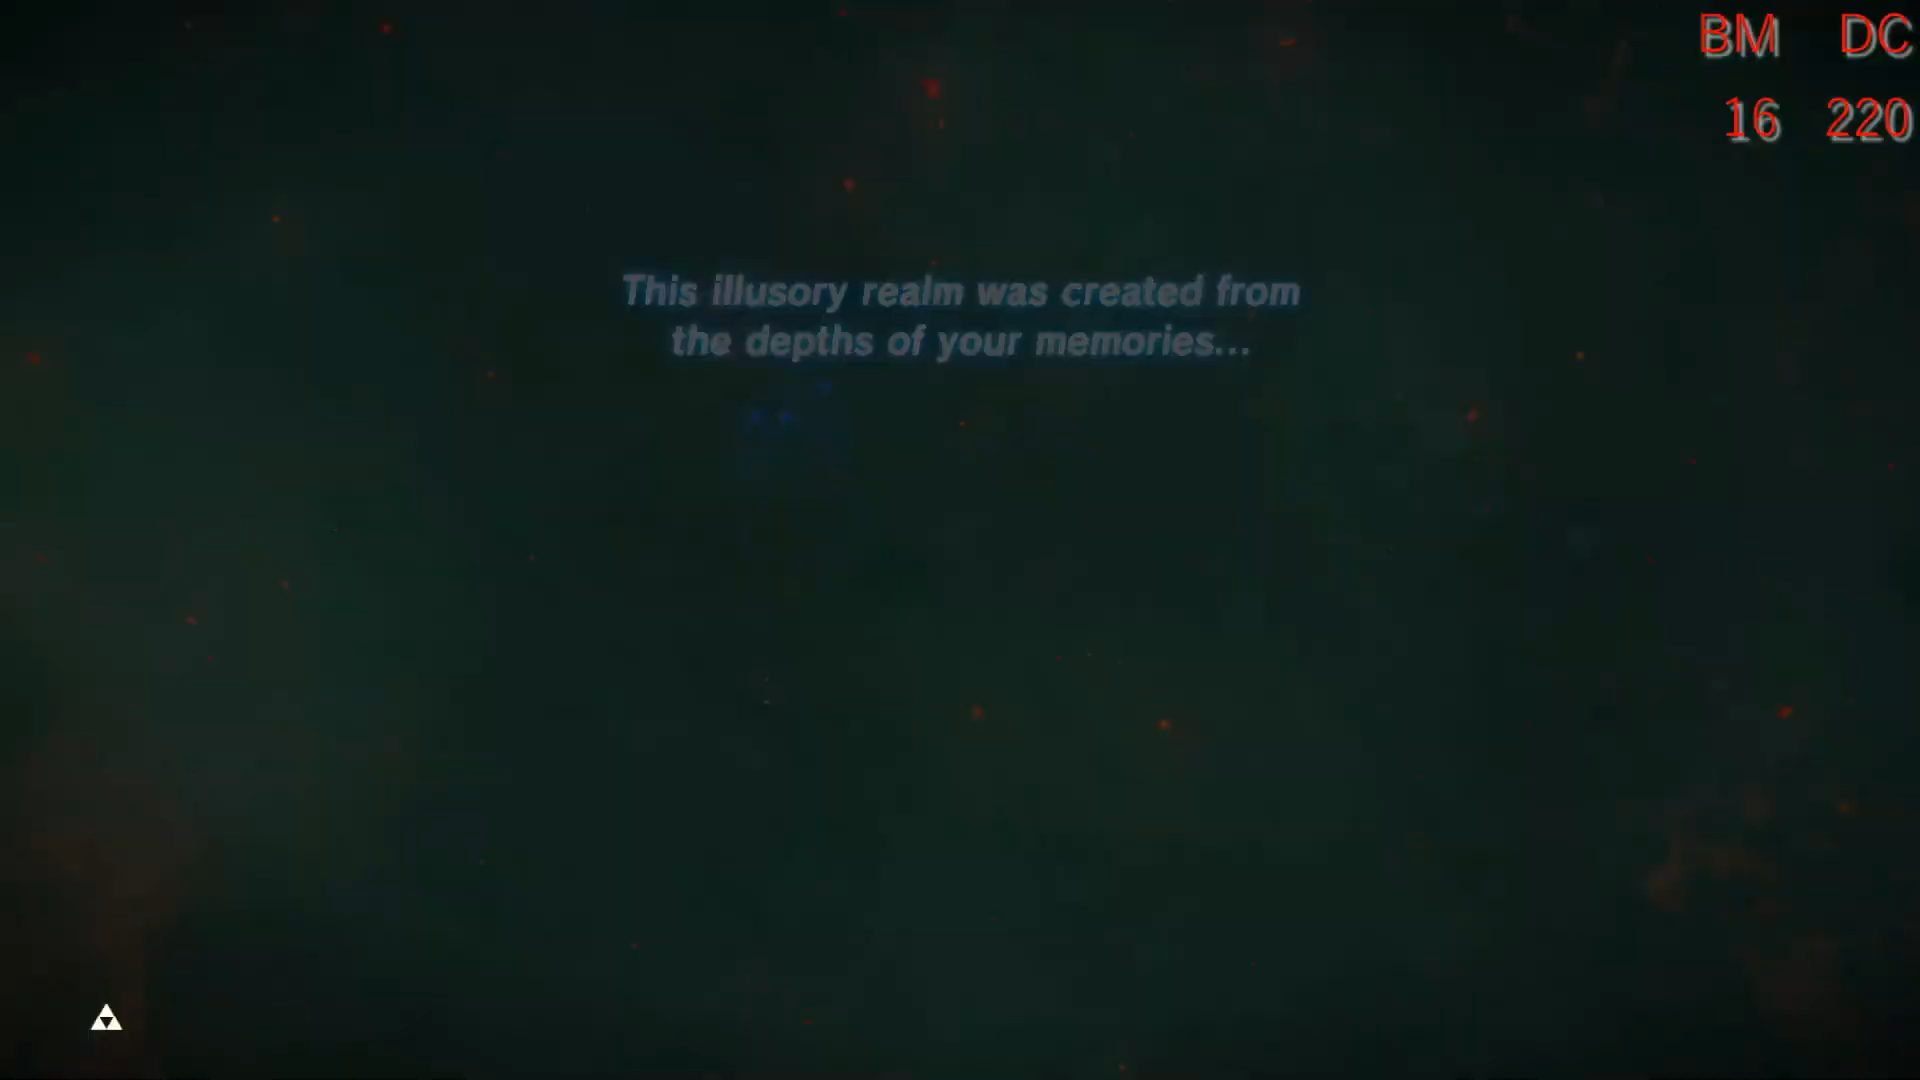 BM DC
16 220
This illusory realm was created from
the depths of your memories...